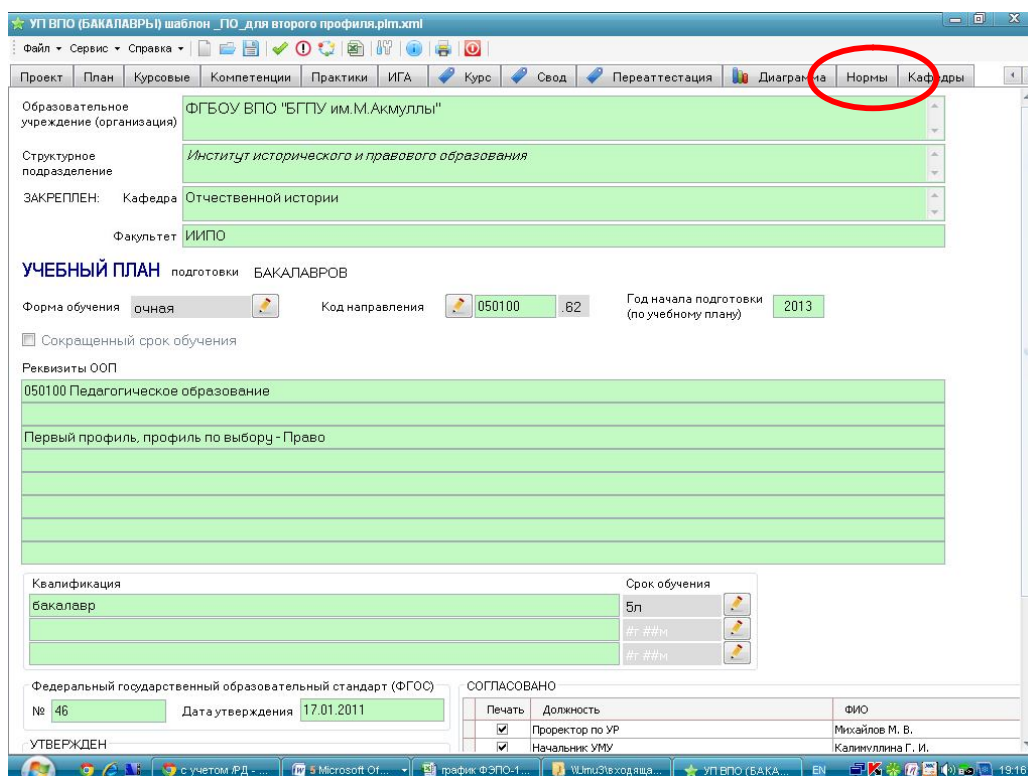 УП ВПО (БАКАЛАВРЫ) шаблон _ПО_для второго профиля.plm.xml
Файл Сервис Справка
Проект План Курсовые Компетенции Практики ИГА Курс Свод Переаттестация Диаграмма Нормы Кафедры
Образовательное учреждение (организация) ФГБОУ ВПО "БГПУ им.М.Акмуллы"
Структурное подразделение Институт исторического и правового образования
ЗАКРЕПЛЕН: Кафедра Отчественной истории
Факультет ИИПО
УЧЕБНЫЙ ПЛАН подготовки БАКАЛАВРОВ
Форма обучения очная Код направления 050100 .62 Год начала подготовки (по учебному плану) 2013
Сокращенный срок обучения
Реквизиты ООП
050100 Педагогическое образование
Первый профиль, профиль по выбору - Право
Квалификация Срок обучения
бакалавр 5л
#г ##м
#г ##м
Федеральный государственный образовательный стандарт (ФГОС) СОГЛАСОВАНО
№ 46 Дата утверждения 17.01.2011 Печать Должность ФИО
Проректор по УР Михайлов М. В.
УТВЕРЖДЕН Начальник УМУ Калимуллина Г. И.
с учетом РД - ... 5 Microsoft Of... график ФЭПО-1... \\Umu3\входяща... УП ВПО (БАКА... EN 19:16